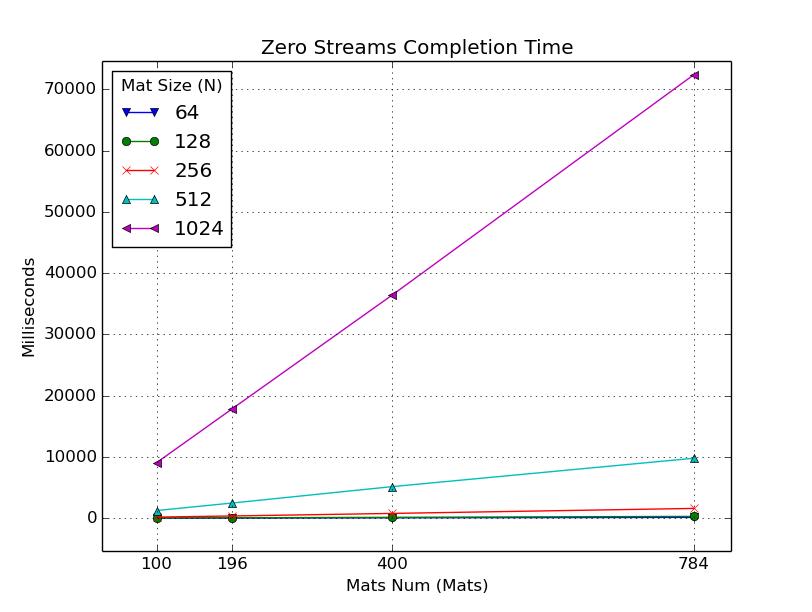 Zero Streams Completion Time
Mat Size (N)
64
128
256
512
1024
70000
60000
50000
40000
30000
20000
10000
0
Milliseconds
100 196 400 784
Mats Num (Mats)